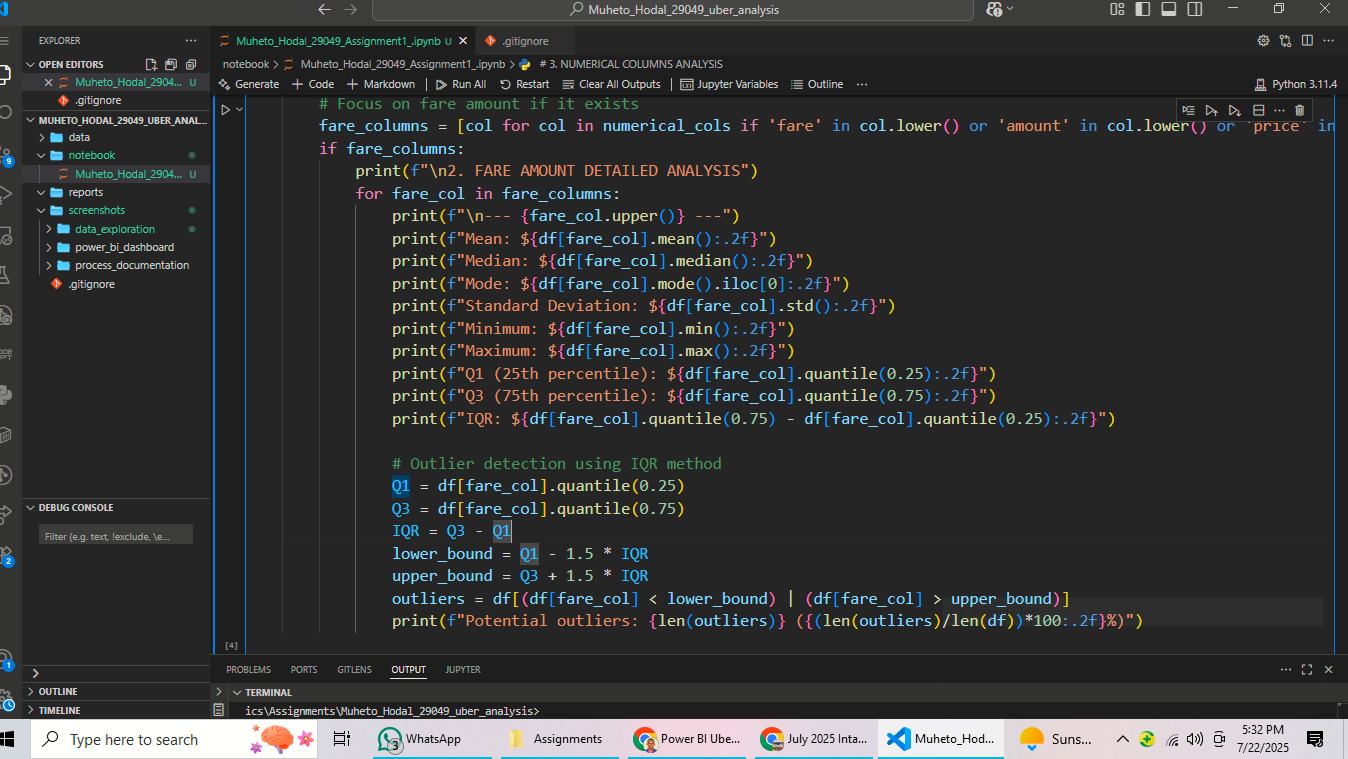 Muheto_Hodal_29049_uber_analysis
EXPLORER
OPEN EDITORS
Muheto_Hodal_2904... U
.gitignore
MUHETO_HODAL_29049_UBER_ANAL...
data
notebook
Muheto_Hodal_2904... U
reports
screenshots
data_exploration
power_bi_dashboard
process_documentation
.gitignore
DEBUG CONSOLE
Filter (e.g. text, !exclude, \e...
OUTLINE
TIMELINE
Muheto_Hodal_29049_Assignment1_.ipynb U
.gitignore
notebook > Muheto_Hodal_29049_Assignment1_.ipynb > # 3. NUMERICAL COLUMNS ANALYSIS
Generate + Code + Markdown Run All Restart Clear All Outputs Jupyter Variables Outline ... Python 3.11.4
# Focus on fare amount if it exists
fare_columns = [col for col in numerical_cols if 'fare' in col.lower() or 'amount' in col.lower() or 'price' in
if fare_columns:
print(f"\n2. FARE AMOUNT DETAILED ANALYSIS")
for fare_col in fare_columns:
print(f"\n--- {fare_col.upper()} ---")
print(f"Mean: ${df[fare_col].mean():.2f}")
print(f"Median: ${df[fare_col].median():.2f}")
print(f"Mode: ${df[fare_col].mode().iloc[0]:.2f}")
print(f"Standard Deviation: ${df[fare_col].std():.2f}")
print(f"Minimum: ${df[fare_col].min():.2f}")
print(f"Maximum: ${df[fare_col].max():.2f}")
print(f"Q1 (25th percentile): ${df[fare_col].quantile(0.25):.2f}")
print(f"Q3 (75th percentile): ${df[fare_col].quantile(0.75):.2f}")
print(f"IQR: ${df[fare_col].quantile(0.75) - df[fare_col].quantile(0.25):.2f}")
# Outlier detection using IQR method
Q1 = df[fare_col].quantile(0.25)
Q3 = df[fare_col].quantile(0.75)
IQR = Q3 - Q1
lower_bound = Q1 - 1.5 * IQR
upper_bound = Q3 + 1.5 * IQR
outliers = df[(df[fare_col] < lower_bound) | (df[fare_col] > upper_bound)]
print(f"Potential outliers: {len(outliers)} ({(len(outliers)/len(df))*100:.2f}%)")
[4]
PROBLEMS PORTS GITLENS OUTPUT JUPYTER
TERMINAL
ics\Assignments\Muheto_Hodal_29049_uber_analysis>
9
2
1
Type here to search
3
WhatsApp
Assignments
Power BI Ube...
July 2025 Inta...
Muheto_Hod...
Suns...
5:32 PM
7/22/2025